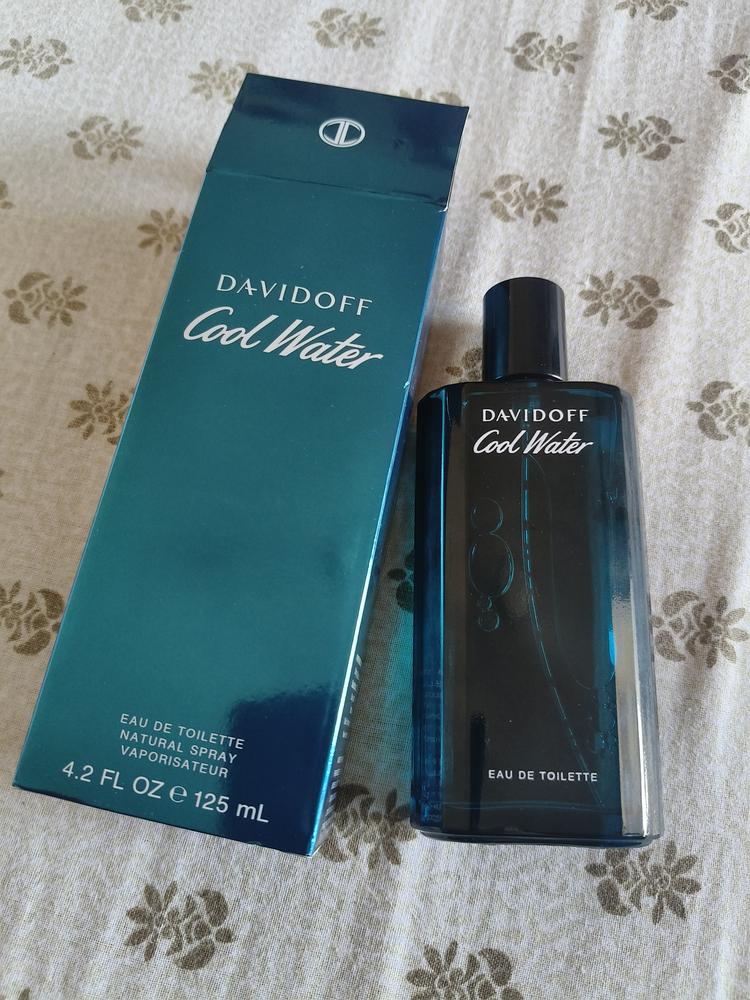 DAVIDOFF
Cool Water
EAU DE TOILETTE
NATURAL SPRAY
VAPORISATEUR
4.2 FL OZ ℮ 125 mL
DAVIDOFF
Cool Water
EAU DE TOILETTE